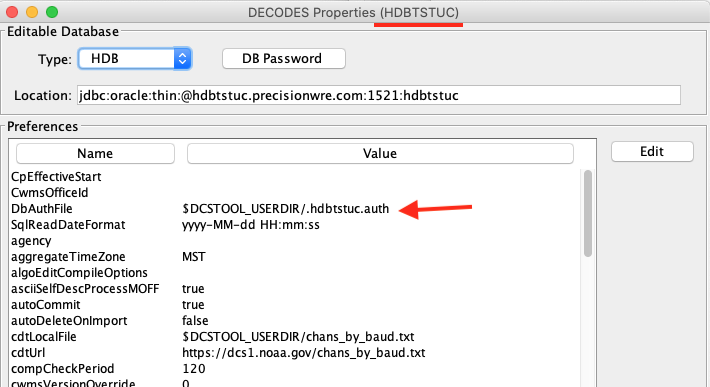 DECODES Properties (HDBTSTUC)
Editable Database
Type: HDB DB Password
Location: jdbc:oracle:thin:@hdbtstuc.precisionwre.com:1521:hdbtstuc
Preferences
Name Value Edit
CpEffectiveStart
CwmsOfficeId
DbAuthFile $DCSTOOL_USERDIR/.hdbtstuc.auth
SqlReadDateFormat yyyy-MM-dd HH:mm:ss
agency
aggregateTimeZone MST
algoEditCompileOptions
asciiSelfDescProcessMOFF true
autoCommit true
autoDeleteOnImport false
cdtLocalFile $DCSTOOL_USERDIR/chans_by_baud.txt
cdtUrl https://dcs1.noaa.gov/chans_by_baud.txt
compCheckPeriod 120
cwmsVersionOverride 0